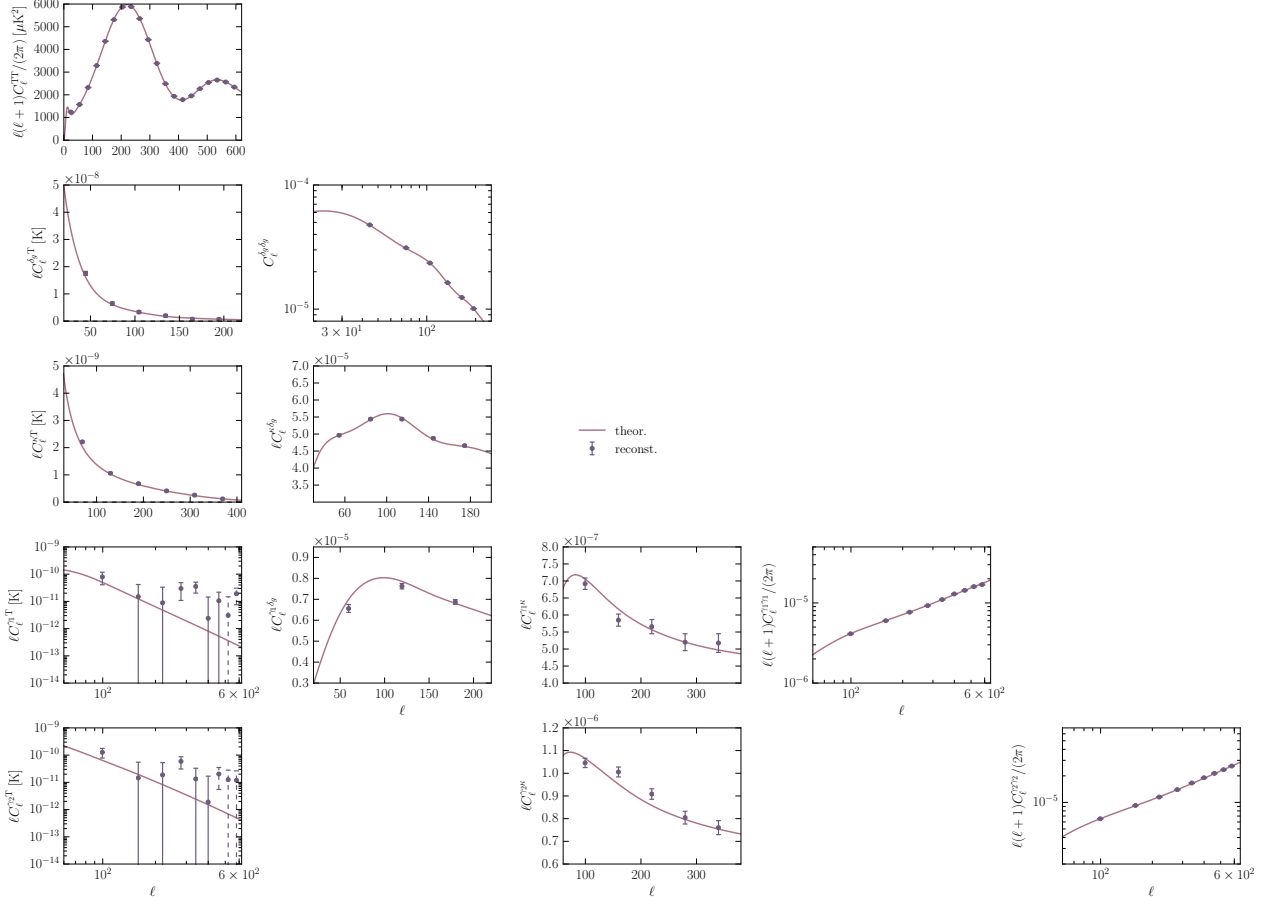 6000
5000
4000
3000
2000
1000
0
ℓ(ℓ + 1)C_ℓ^TT/(2π) [μK²]
0 100 200 300 400 500 600
×10⁻⁸
5
4
3
2
1
0
ℓC_ℓ^{δ_g T} [K]
50 100 150 200
10⁻⁴
10⁻⁵
C_ℓ^{δ_g δ_g}
3 × 10¹ 10²
×10⁻⁹
5
4
3
2
1
0
ℓC_ℓ^{κT} [K]
100 200 300 400
×10⁻⁵
7.0
6.5
6.0
5.5
5.0
4.5
4.0
3.5
ℓC_ℓ^{κδ_g}
60 100 140 180
theor.
reconst.
10⁻⁹
10⁻¹⁰
10⁻¹¹
10⁻¹²
10⁻¹³
10⁻¹⁴
ℓC_ℓ^{γ₁T} [K]
10² 6 × 10²
×10⁻⁵
0.9
0.8
0.7
0.6
0.5
0.4
0.3
ℓC_ℓ^{γ₁δ_g}
50 100 150 200
ℓ
×10⁻⁷
8.0
7.5
7.0
6.5
6.0
5.5
5.0
4.5
4.0
ℓC_ℓ^{γ₁κ}
100 200 300
10⁻⁵
10⁻⁶
ℓ(ℓ + 1)C_ℓ^{γ₁γ₁}/(2π)
10² 6 × 10²
ℓ
10⁻⁹
10⁻¹⁰
10⁻¹¹
10⁻¹²
10⁻¹³
10⁻¹⁴
ℓC_ℓ^{γ₂T} [K]
10² 6 × 10²
ℓ
×10⁻⁶
1.2
1.1
1.0
0.9
0.8
0.7
0.6
ℓC_ℓ^{γ₂κ}
100 200 300
ℓ
10⁻⁵
ℓ(ℓ + 1)C_ℓ^{γ₂γ₂}/(2π)
10² 6 × 10²
ℓ